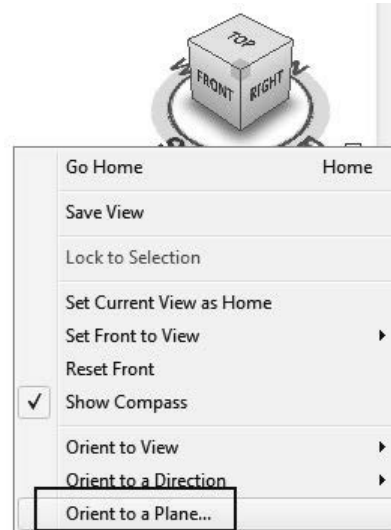 TOP
W
N
FRONT
RIGHT
Go Home Home
Save View
Lock to Selection
Set Current View as Home
Set Front to View
Reset Front
Show Compass
Orient to View
Orient to a Direction
Orient to a Plane...